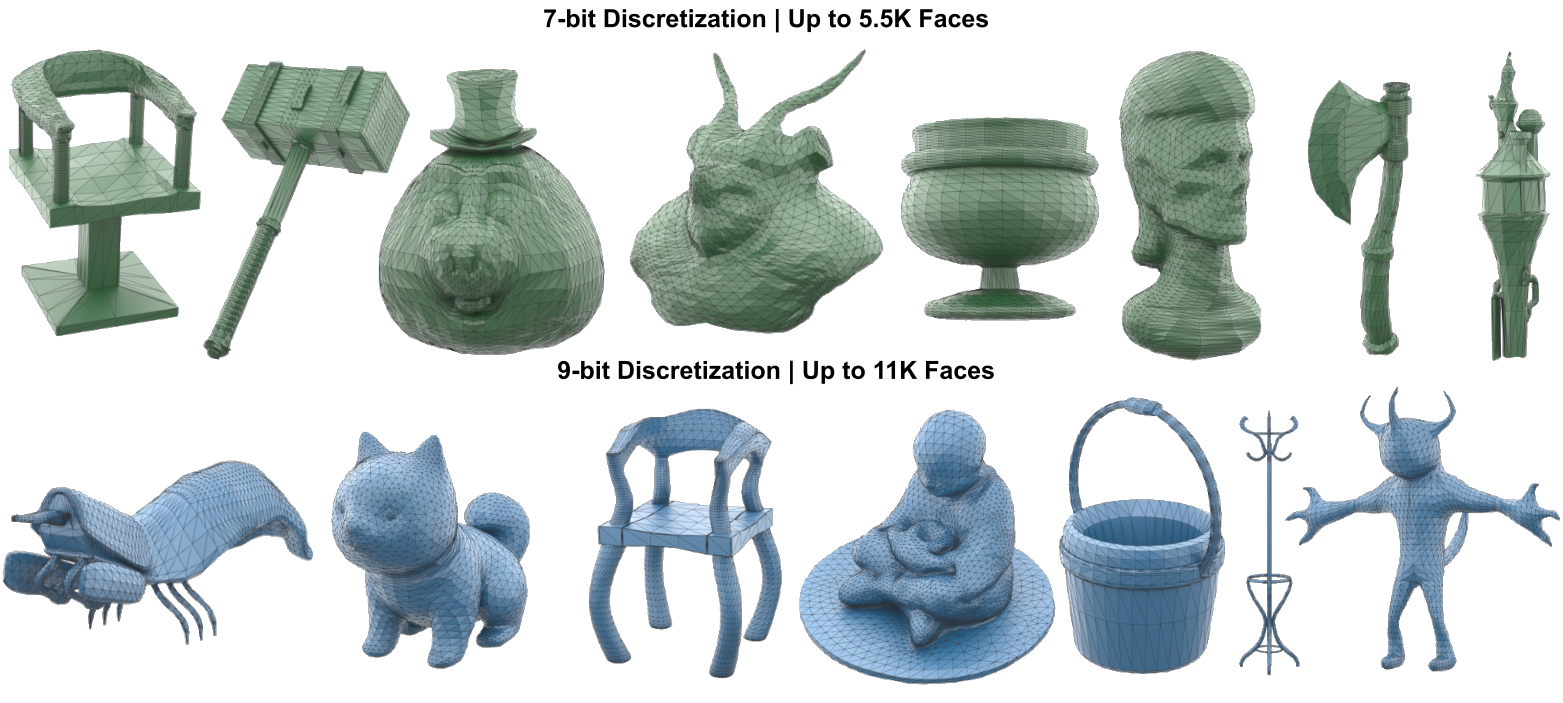 7-bit Discretization | Up to 5.5K Faces
9-bit Discretization | Up to 11K Faces